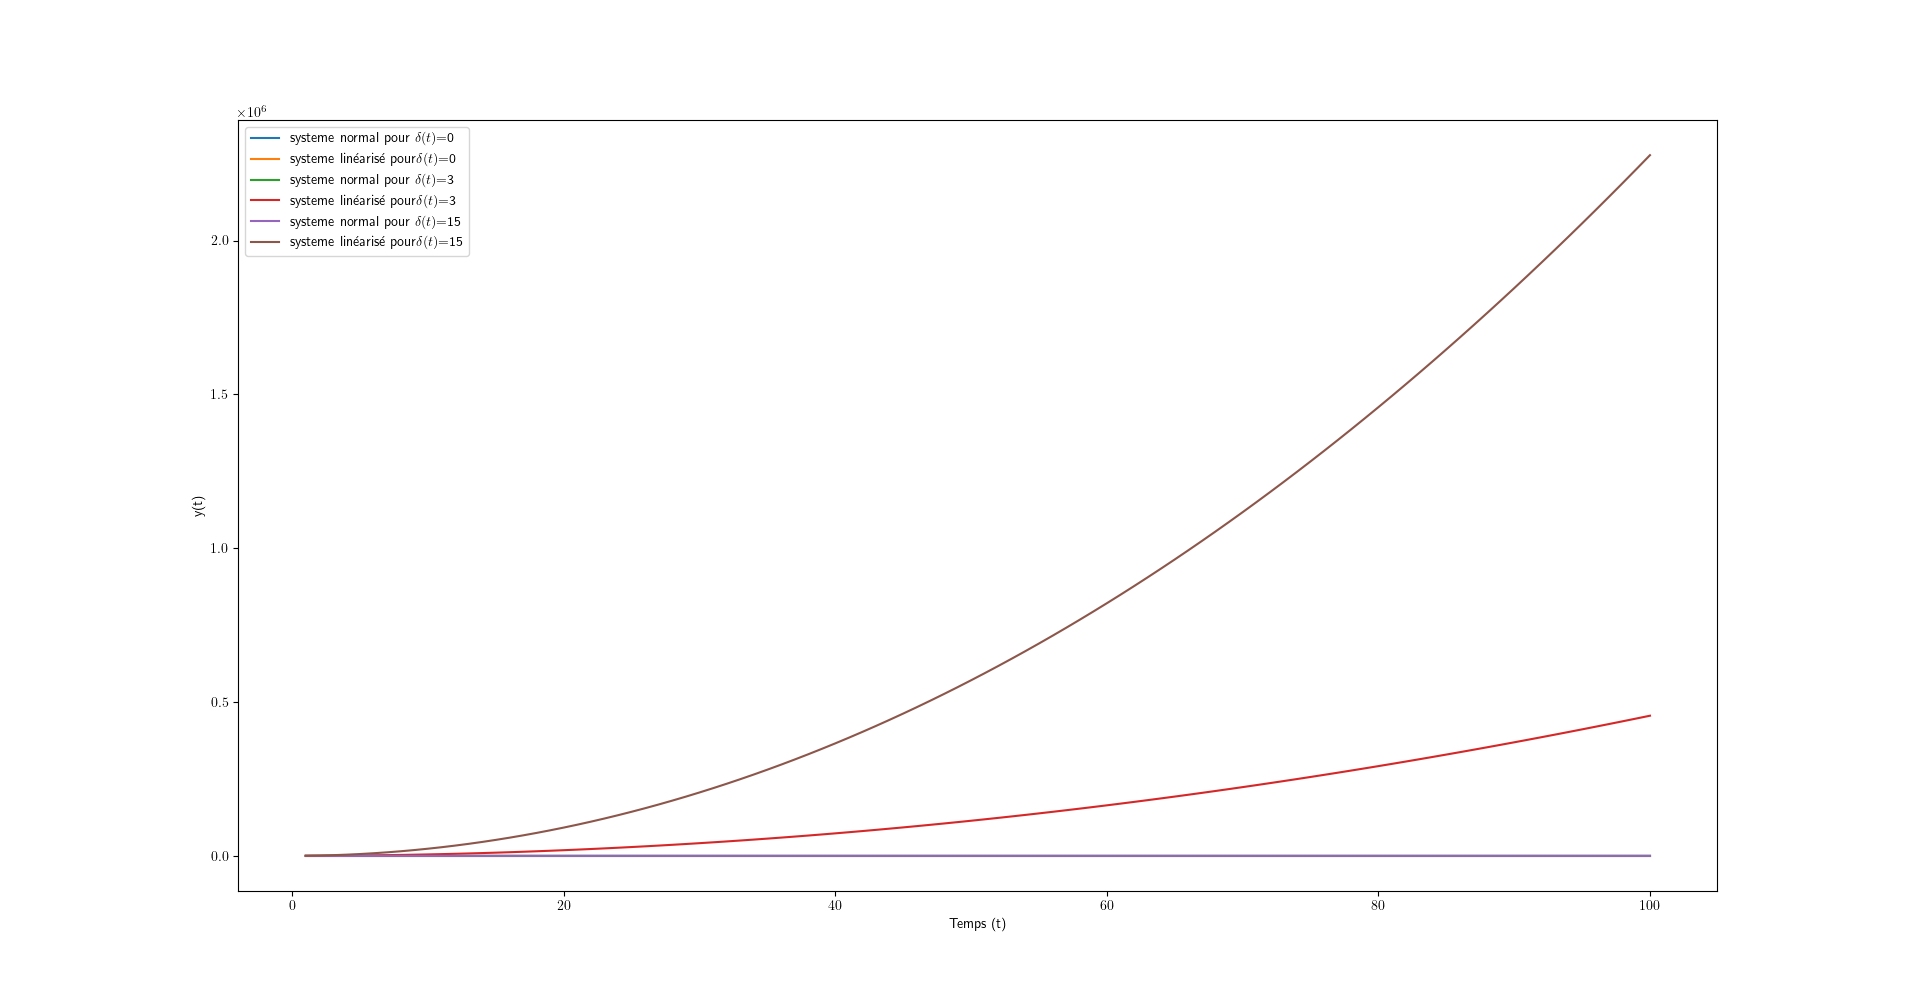 ×10⁶
systeme normal pour δ(t)=0
systeme linéarisé pourδ(t)=0
systeme normal pour δ(t)=3
systeme linéarisé pourδ(t)=3
systeme normal pour δ(t)=15
systeme linéarisé pourδ(t)=15
2.0
1.5
1.0
0.5
0.0
y(t)
0 20 40 60 80 100
Temps (t)